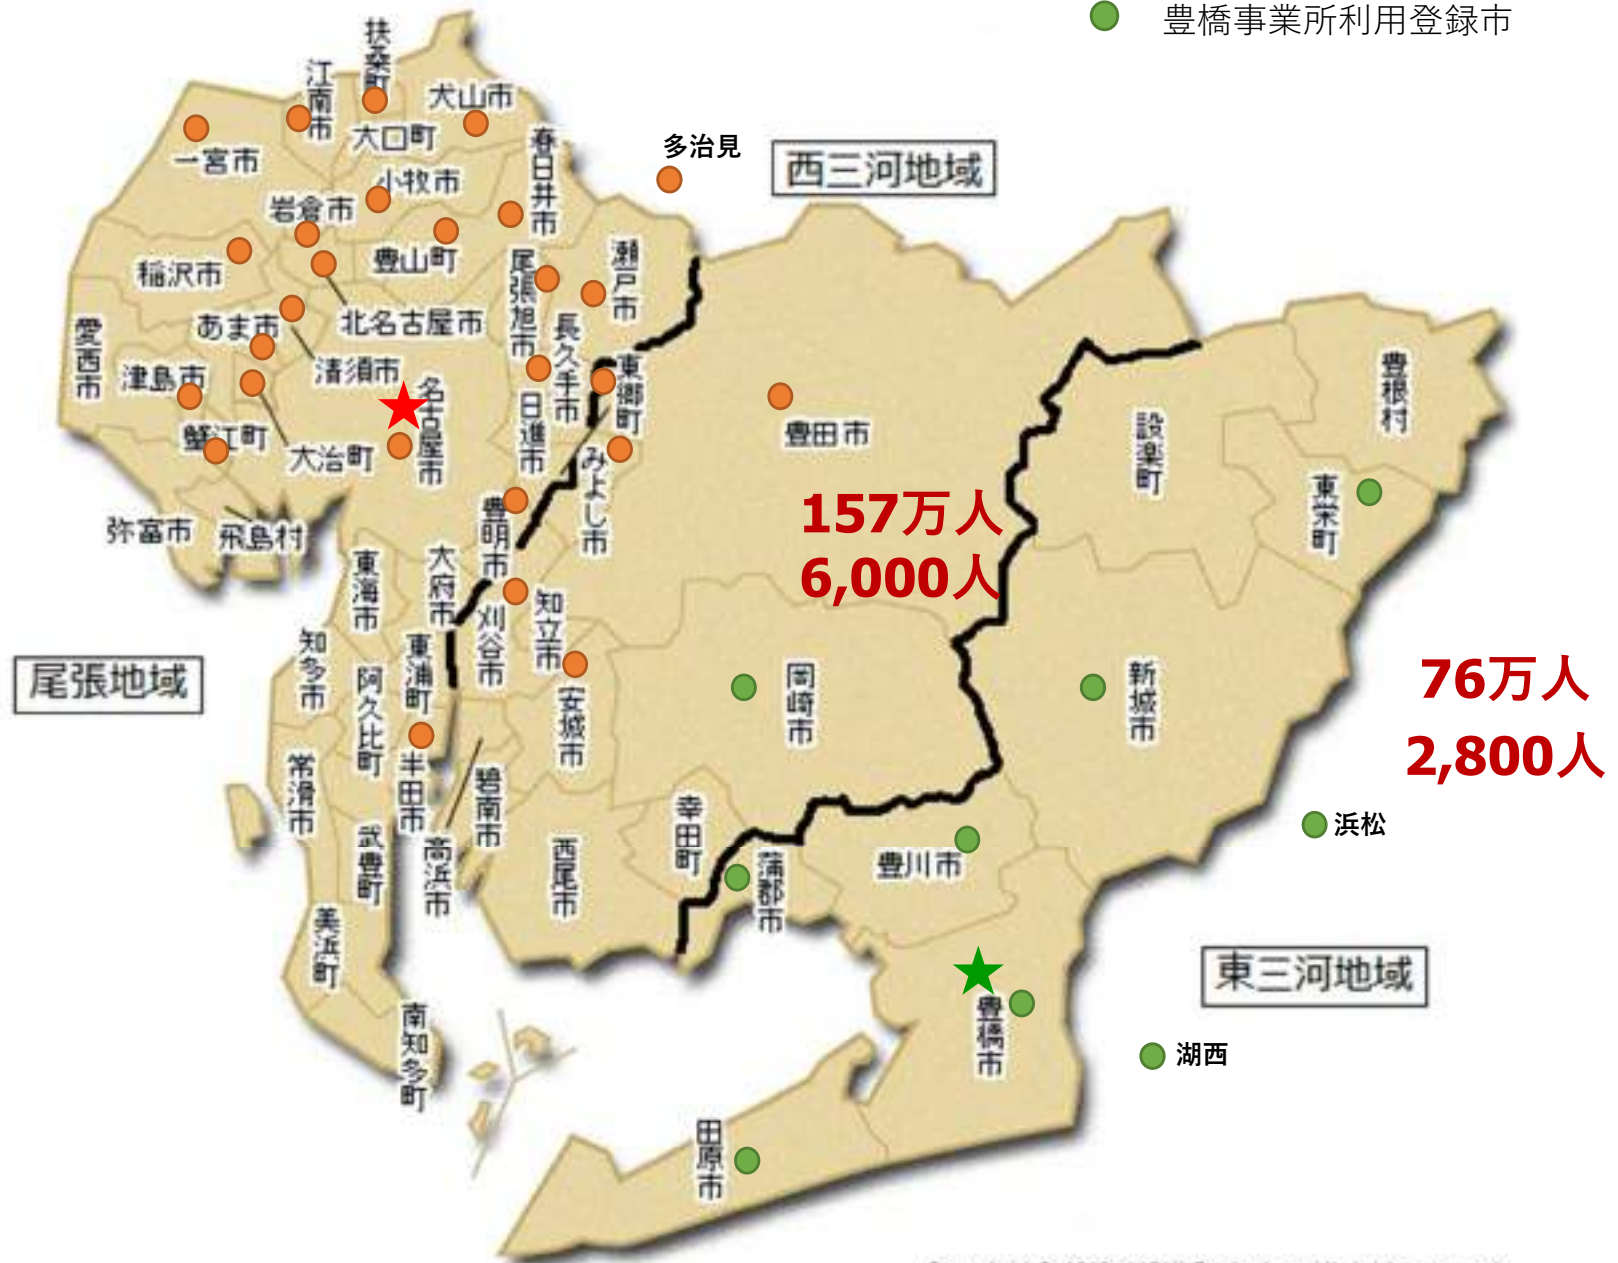 豊橋事業所利用登録市
扶桑町
江南市
犬山市
大口町
春日井市
多治見
西三河地域
一宮市
小牧市
岩倉市
豊山町
尾張旭市
瀬戸市
稲沢市
北名古屋市
あま市
愛西市
津島市
清須市
長久手市
東郷町
名古屋市
日進市
豊田市
設楽町
豊根村
蟹江町
大治町
みよし市
東栄町
157万人
6,000人
弥富市
飛島村
豊明市
東海市
大府市
刈谷市
知立市
尾張地域
知多市
東浦町
阿久比町
安城市
岡崎市
新城市
76万人
2,800人
常滑市
半田市
碧南市
幸田町
浜松
武豊町
高浜市
西尾市
蒲郡市
豊川市
美浜町
東三河地域
南知多町
豊橋市
湖西
田原市